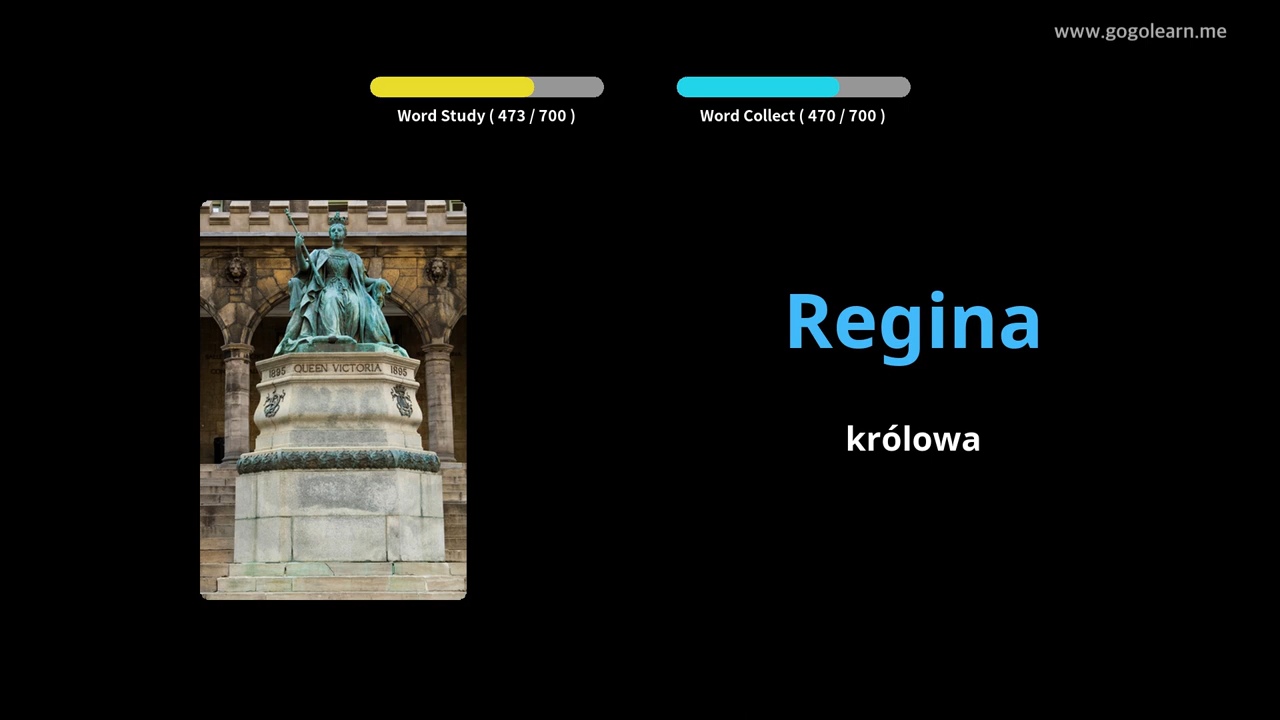 www.gogolearn.me
Word Study ( 473 / 700 )
Word Collect ( 470 / 700 )
1895 QUEEN VICTORIA 1895
Regina
królowa